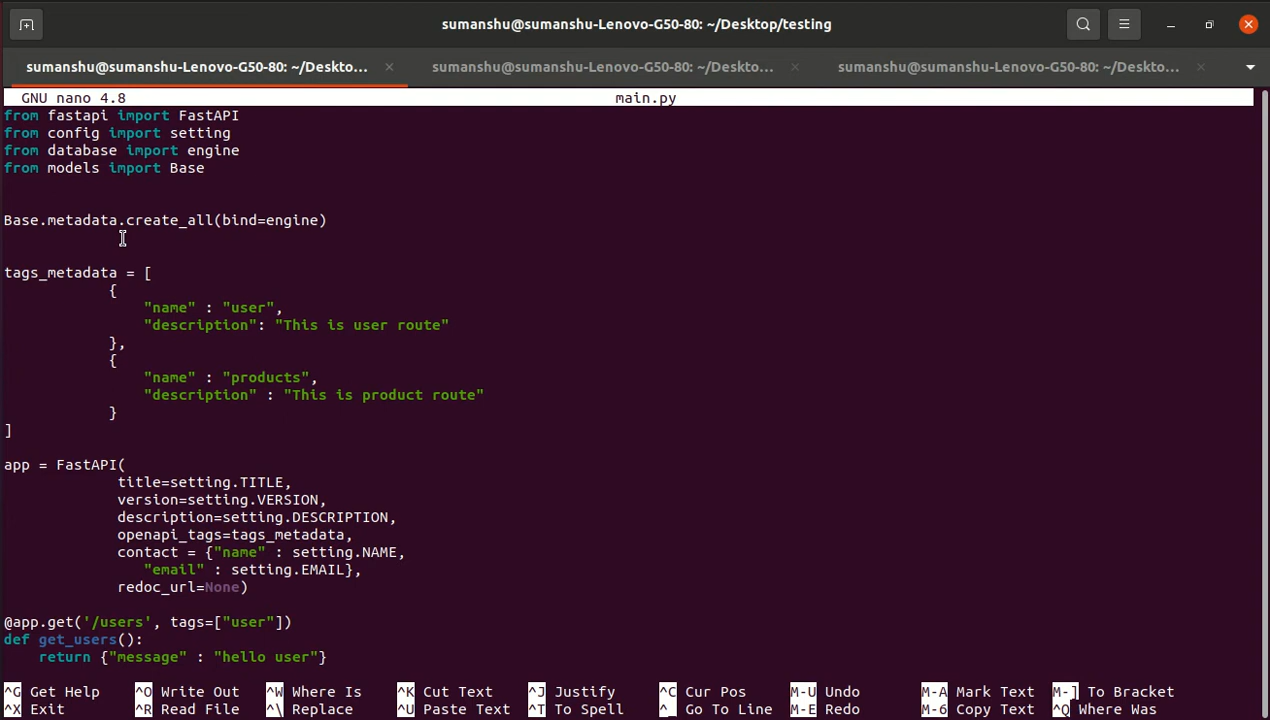 sumanshu@sumanshu-Lenovo-G50-80: ~/Desktop/testing
sumanshu@sumanshu-Lenovo-G50-80: ~/Deskto... × sumanshu@sumanshu-Lenovo-G50-80: ~/Deskto... × sumanshu@sumanshu-Lenovo-G50-80: ~/Deskto... ×
GNU nano 4.8 main.py
from fastapi import FastAPI
from config import setting
from database import engine
from models import Base
Base.metadata.create_all(bind=engine)
tags_metadata = [
{
"name" : "user",
"description": "This is user route"
},
{
"name" : "products",
"description" : "This is product route"
}
]
app = FastAPI(
title=setting.TITLE,
version=setting.VERSION,
description=setting.DESCRIPTION,
openapi_tags=tags_metadata,
contact = {"name" : setting.NAME,
"email" : setting.EMAIL},
redoc_url=None)
@app.get('/users', tags=["user"])
def get_users():
return {"message" : "hello user"}
^G Get Help ^O Write Out ^W Where Is ^K Cut Text ^J Justify ^C Cur Pos M-U Undo M-A Mark Text M-] To Bracket
^X Exit ^R Read File ^\ Replace ^U Paste Text ^T To Spell ^_ Go To Line M-E Redo M-6 Copy Text ^Q Where Was